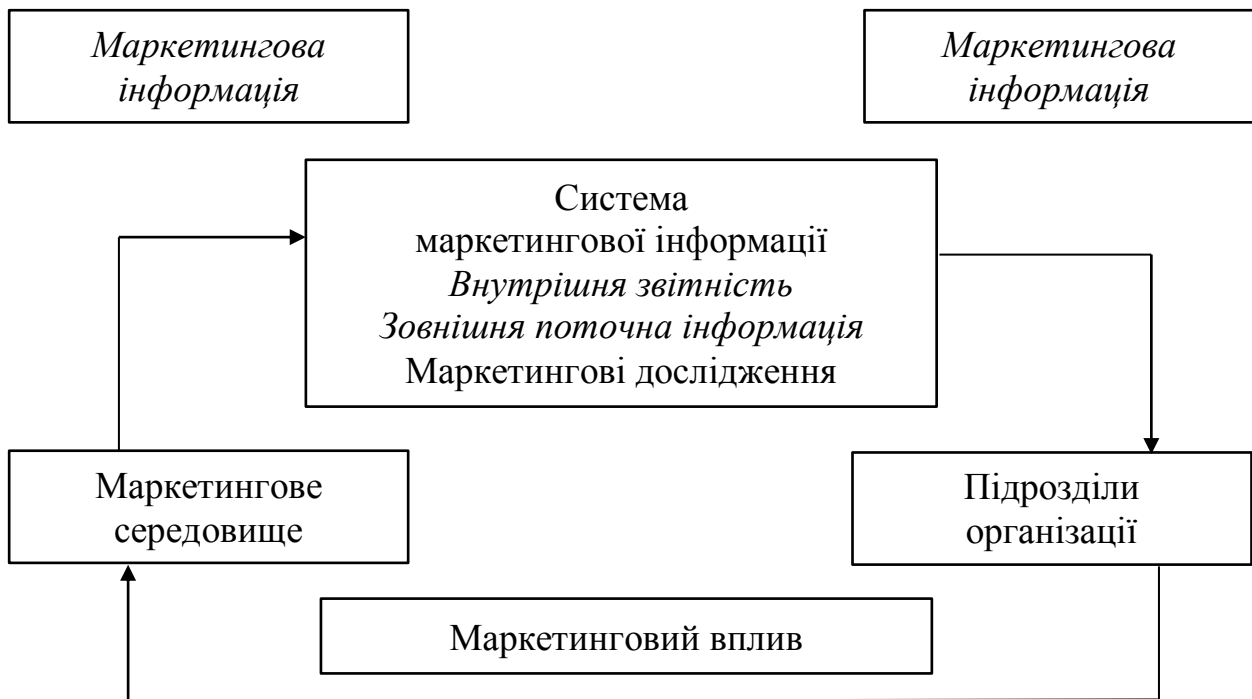 Маркетингова
інформація
Маркетингова
інформація
Система
маркетингової інформації
Внутрішня звітність
Зовнішня поточна інформація
Маркетингові дослідження
Маркетингове
середовище
Підрозділи
організації
Маркетинговий вплив